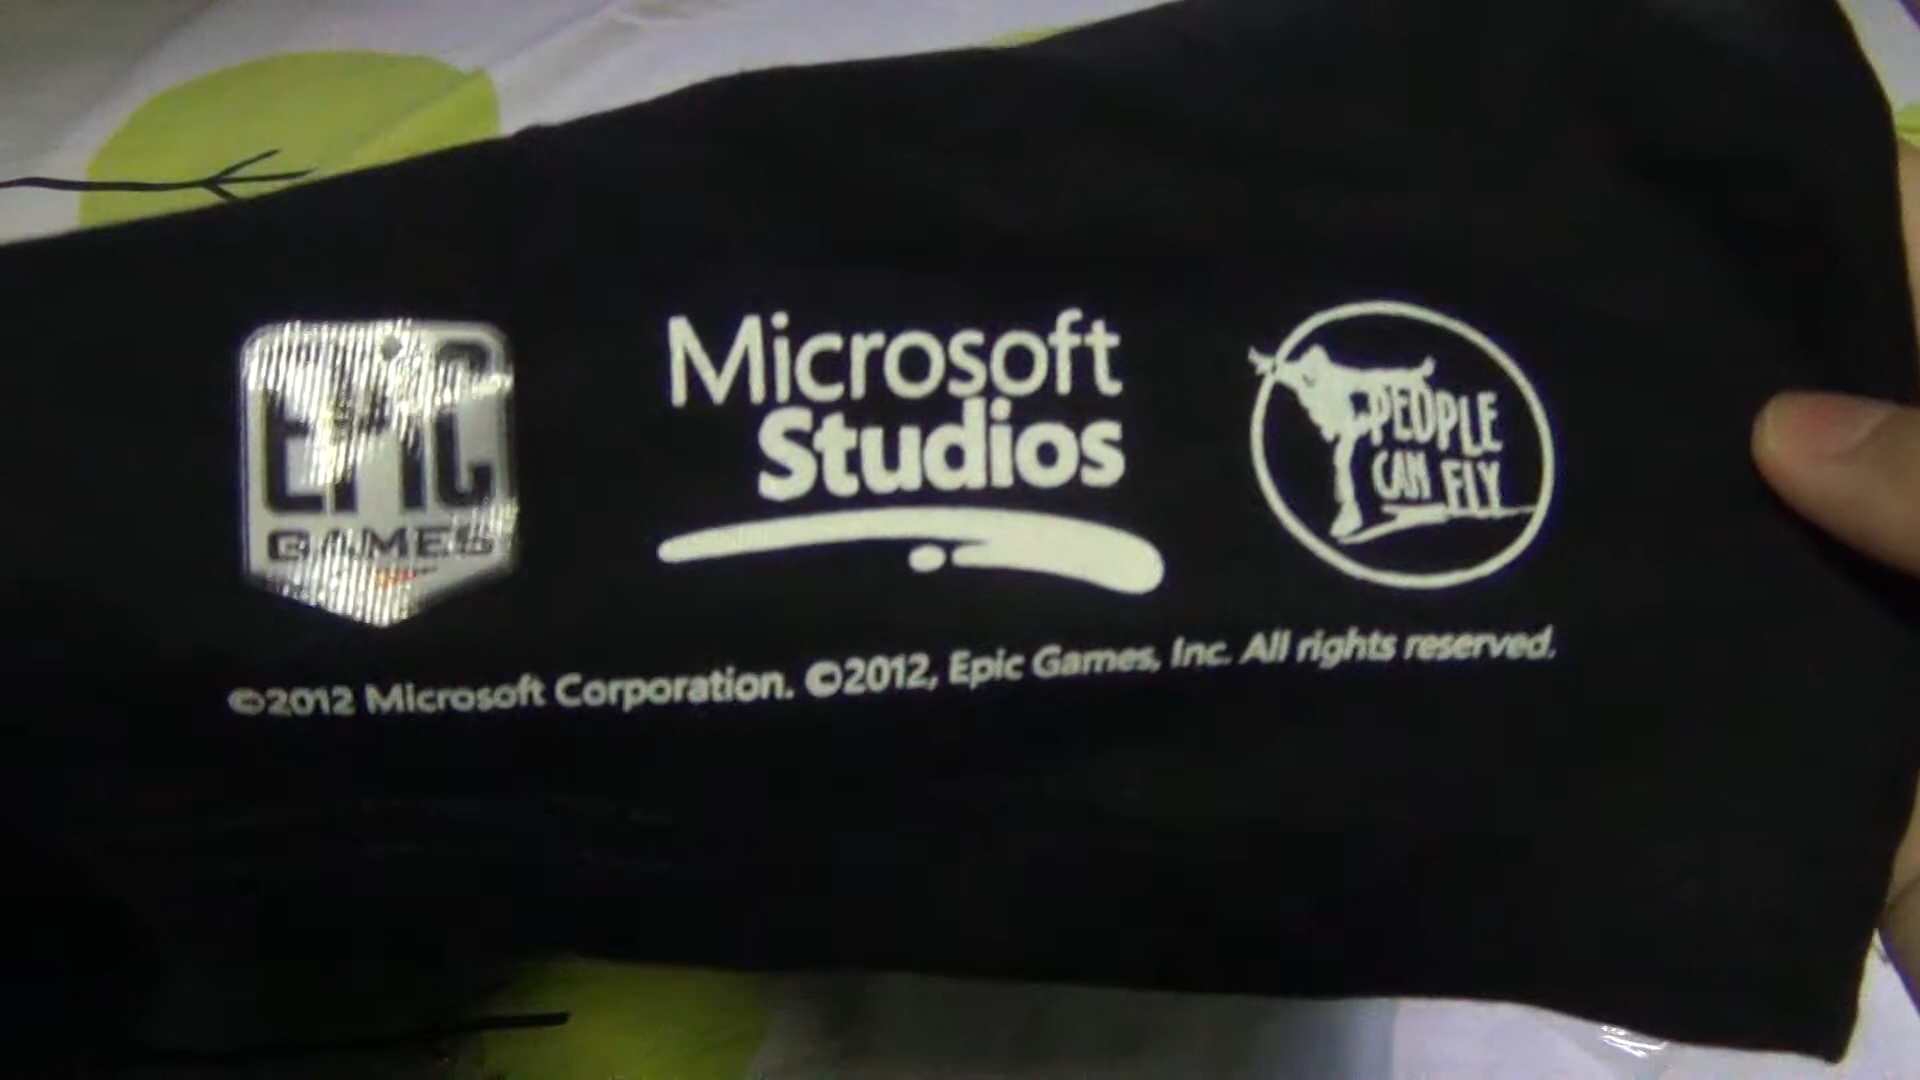 EPIC
GAMES
Microsoft
Studios
PEOPLE
CAN FLY
©2012 Microsoft Corporation. ©2012, Epic Games, Inc. All rights reserved.